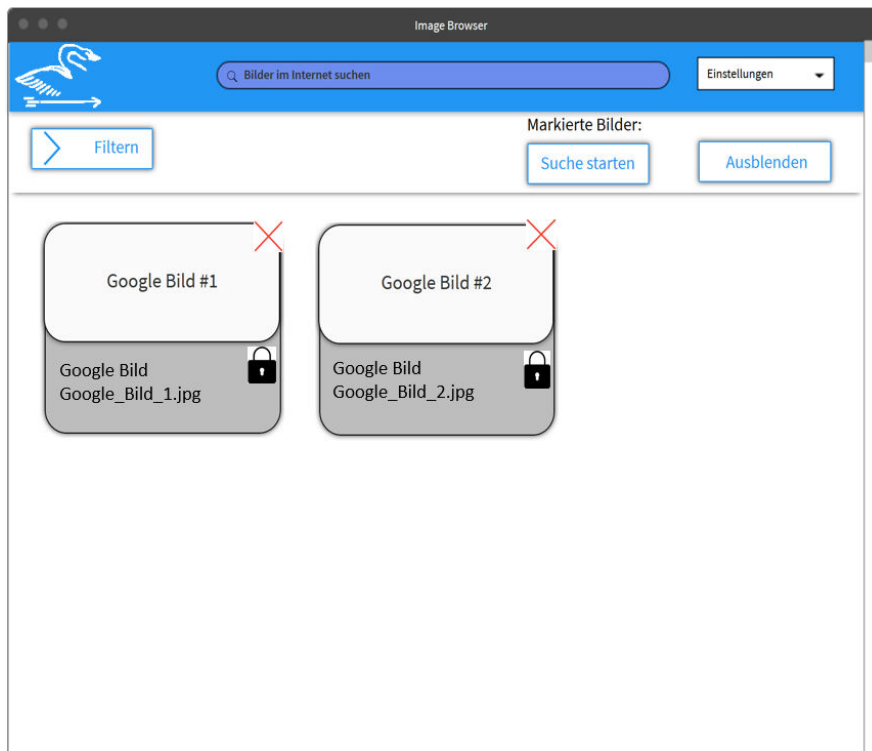 Image Browser
Bilder im Internet suchen
Einstellungen
Filtern
Markierte Bilder:
Suche starten
Ausblenden
Google Bild #1
Google Bild
Google_Bild_1.jpg
Google Bild #2
Google Bild
Google_Bild_2.jpg